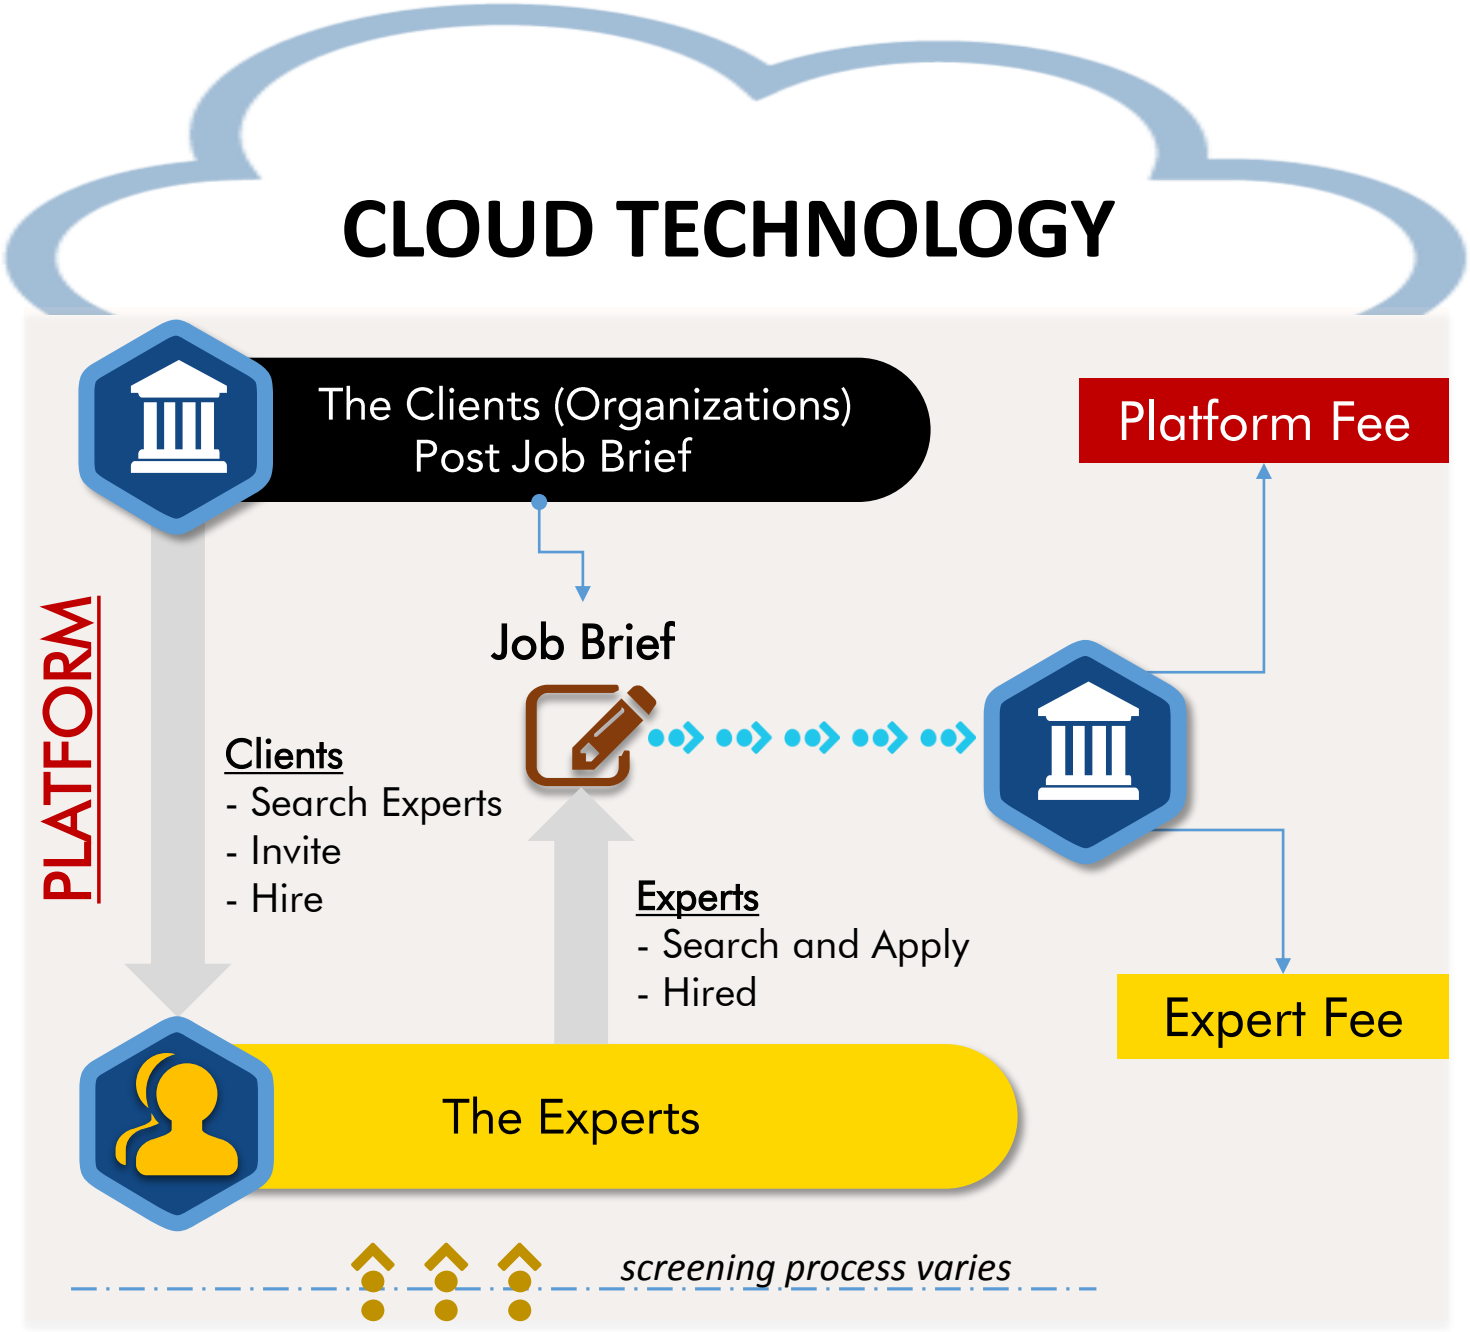 CLOUD TECHNOLOGY
The Clients (Organizations)
Post Job Brief
Platform Fee
PLATFORM
Job Brief
Clients
- Search Experts
- Invite
- Hire
Experts
- Search and Apply
- Hired
Expert Fee
The Experts
screening process varies